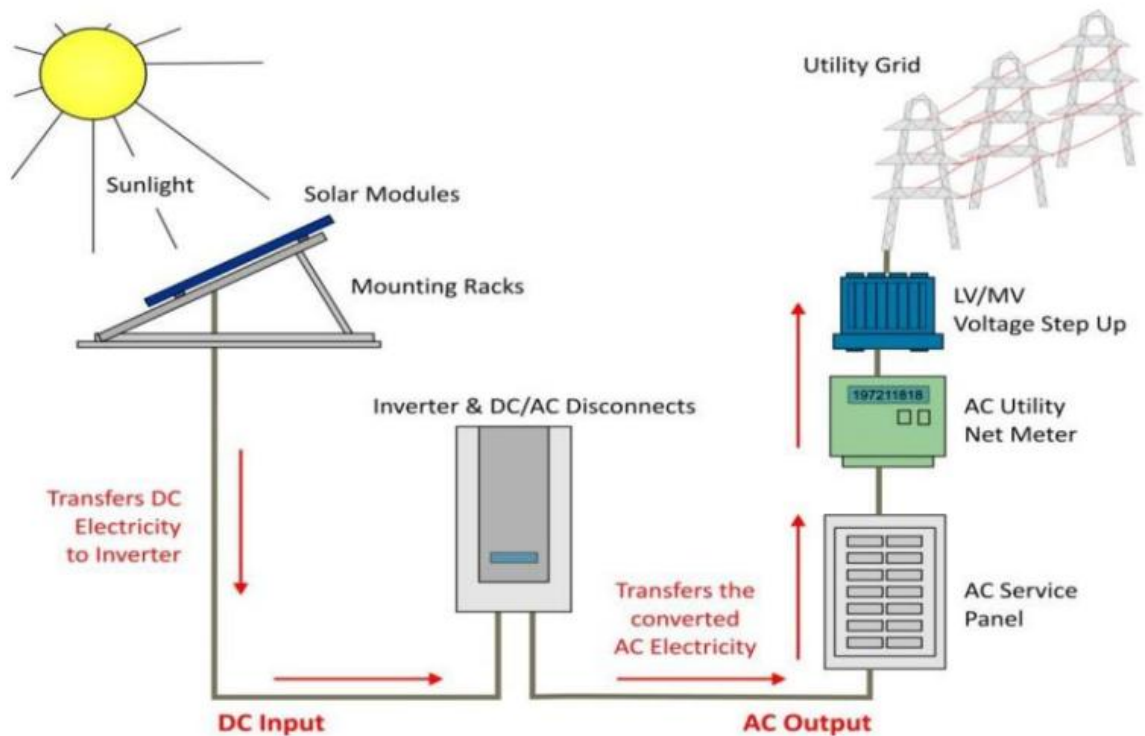 Utility Grid
Sunlight
Solar Modules
Mounting Racks
LV/MV
Voltage Step Up
Inverter & DC/AC Disconnects
197211818
AC Utility
Net Meter
Transfers DC
Electricity
to Inverter
Transfers the
converted
AC Electricity
AC Service
Panel
DC Input
AC Output